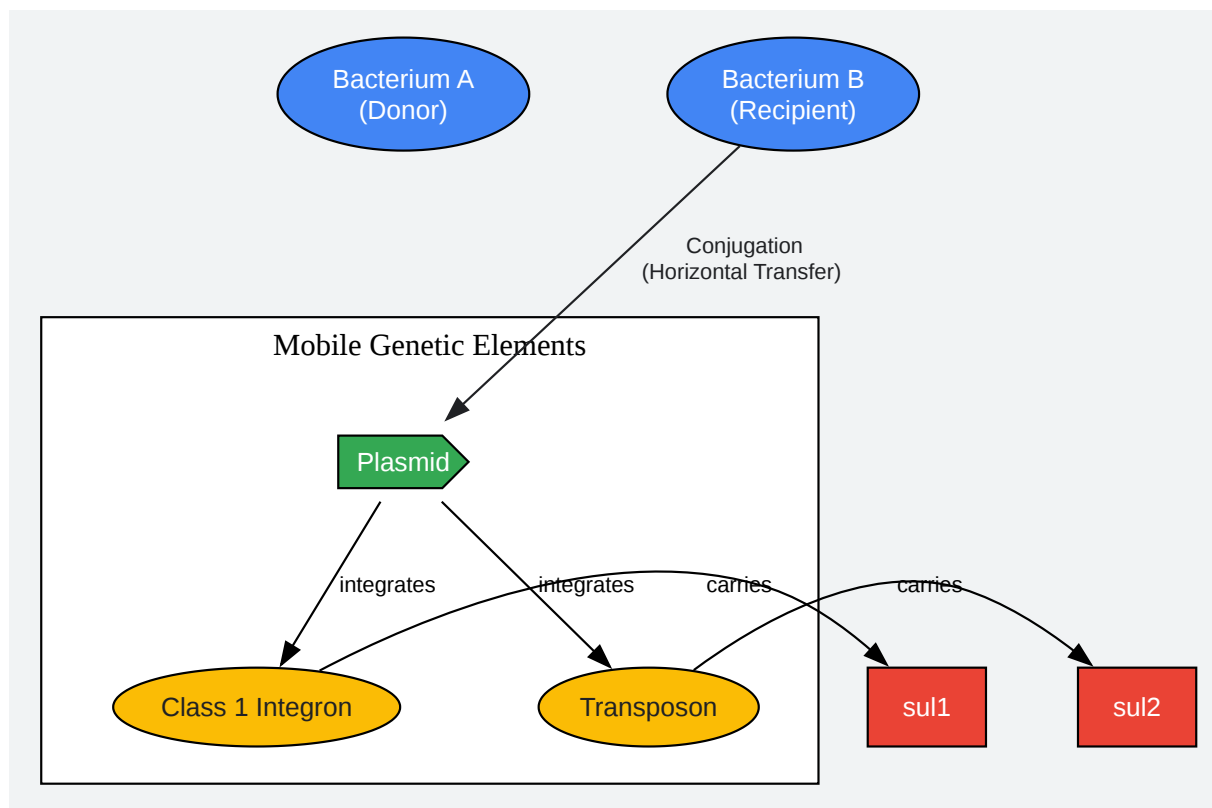 Bacterium A
(Donor)
Bacterium B
(Recipient)
Conjugation
(Horizontal Transfer)
Mobile Genetic Elements
Plasmid
integrates
integrates
carries
carries
Class 1 Integron
Transposon
sul1
sul2